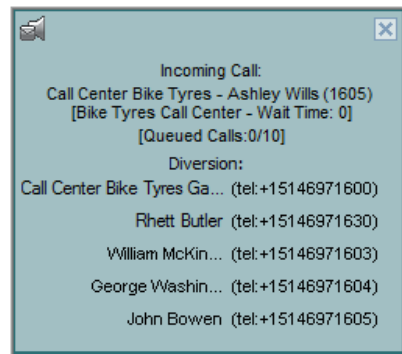 Incoming Call:
Call Center Bike Tyres - Ashley Wills (1605)
[Bike Tyres Call Center - Wait Time: 0]
[Queued Calls:0/10]
Diversion:
Call Center Bike Tyres Ga... (tel:+15146971600)
Rhett Butler (tel:+15146971630)
William McKin... (tel:+15146971603)
George Washin... (tel:+15146971604)
John Bowen (tel:+15146971605)